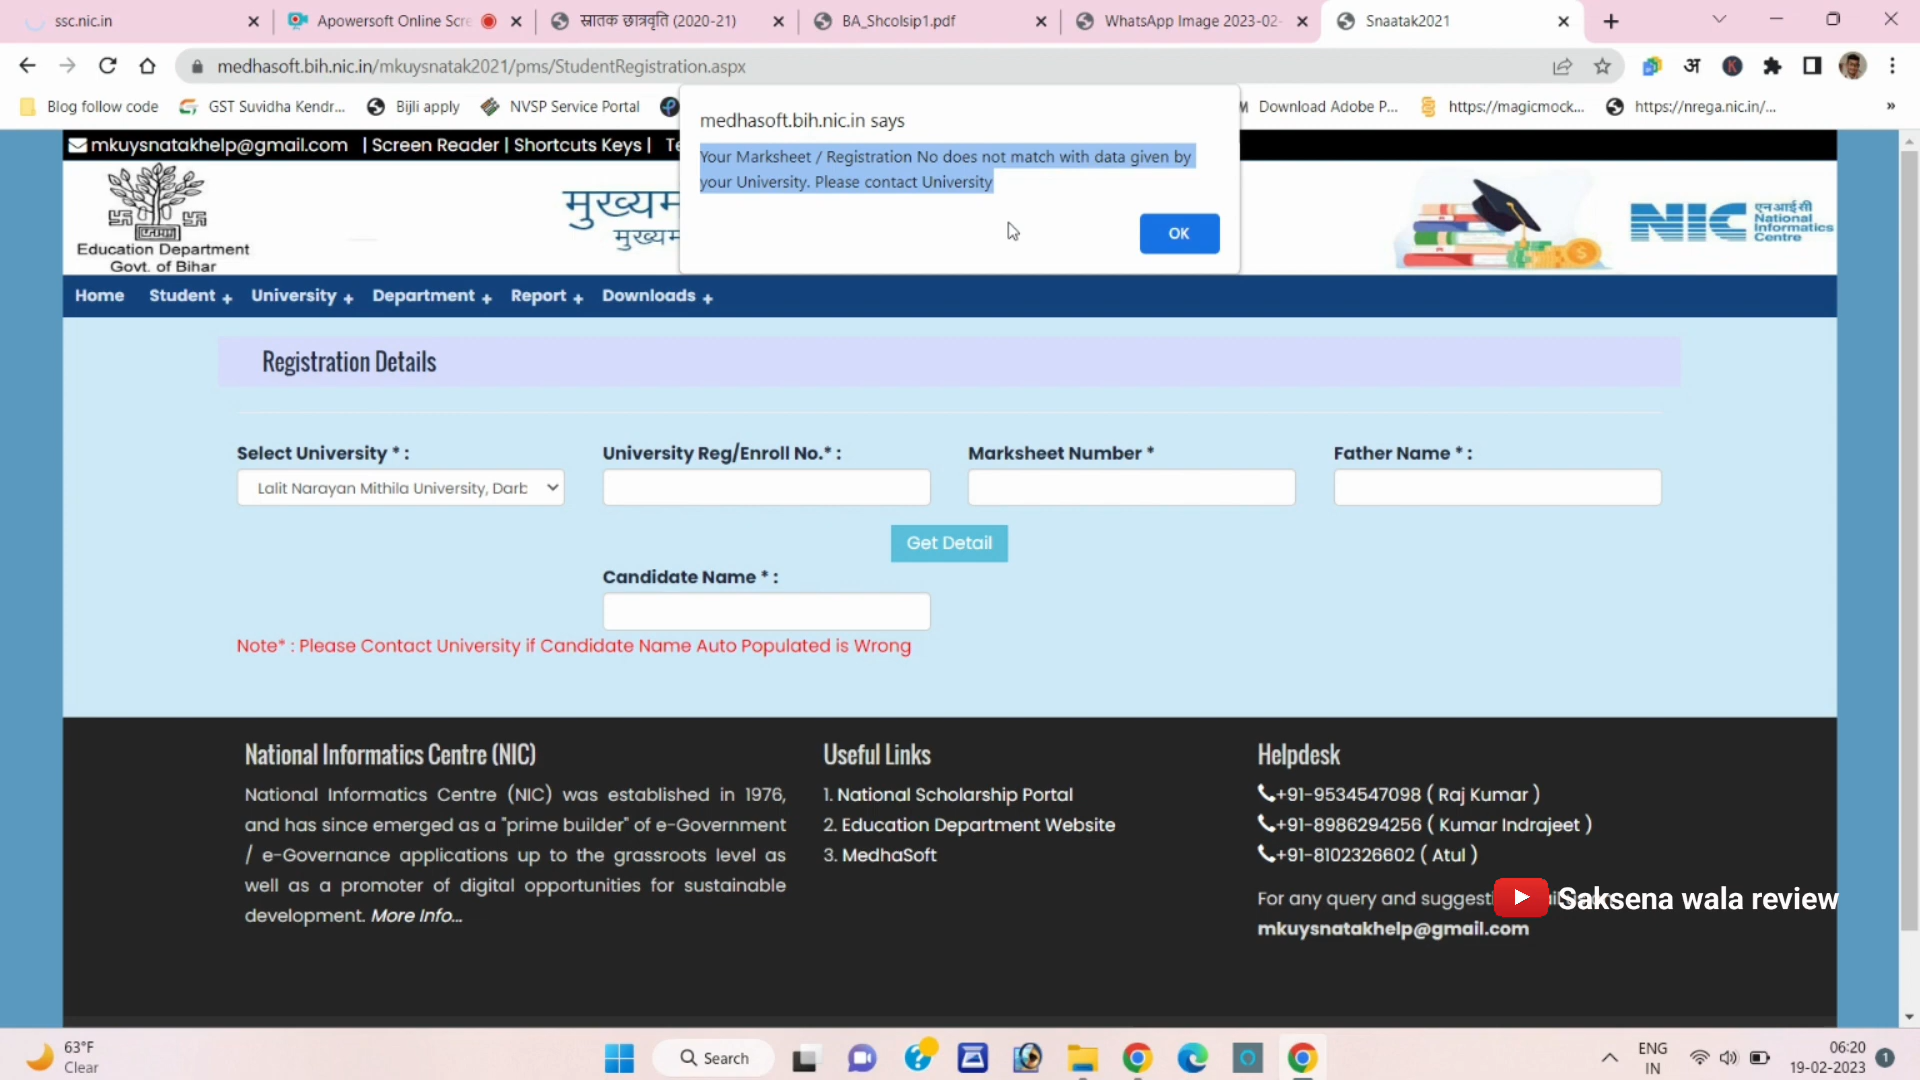 ssc.nic.in
Apowersoft Online Scre
स्नातक छात्रवृति (2020-21)
BA_Shcolsip1.pdf
WhatsApp Image 2023-02-
Snaatak2021
medhasoft.bih.nic.in/mkuysnatak2021/pms/StudentRegistration.aspx
Blog follow code
GST Suvidha Kendr...
Bijli apply
NVSP Service Portal
Download Adobe P...
https://magicmock...
https://nrega.nic.in/...
medhasoft.bih.nic.in says
Your Marksheet / Registration No does not match with data given by
your University. Please contact University
OK
mkuysnatakhelp@gmail.com | Screen Reader | Shortcuts Keys |
Education Department
Govt. of Bihar
NIC
एन आई सी
National
Informatics
Centre
Home Student + University + Department + Report + Downloads +
Registration Details
Select University * :
University Reg/Enroll No.* :
Marksheet Number *
Father Name * :
Lalit Narayan Mithila University, Darb
Get Detail
Candidate Name * :
Note* : Please Contact University if Candidate Name Auto Populated is Wrong
National Informatics Centre (NIC)
National Informatics Centre (NIC) was established in 1976,
and has since emerged as a "prime builder" of e-Government
/ e-Governance applications up to the grassroots level as
well as a promoter of digital opportunities for sustainable
development. More Info...
Useful Links
1. National Scholarship Portal
2. Education Department Website
3. MedhaSoft
Helpdesk
+91-9534547098 ( Raj Kumar )
+91-8986294256 ( Kumar Indrajeet )
+91-8102326602 ( Atul )
For any query and suggesti
mkuysnatakhelp@gmail.com
Saksena wala review
63°F
Clear
Search
ENG
IN
06:20
19-02-2023
1